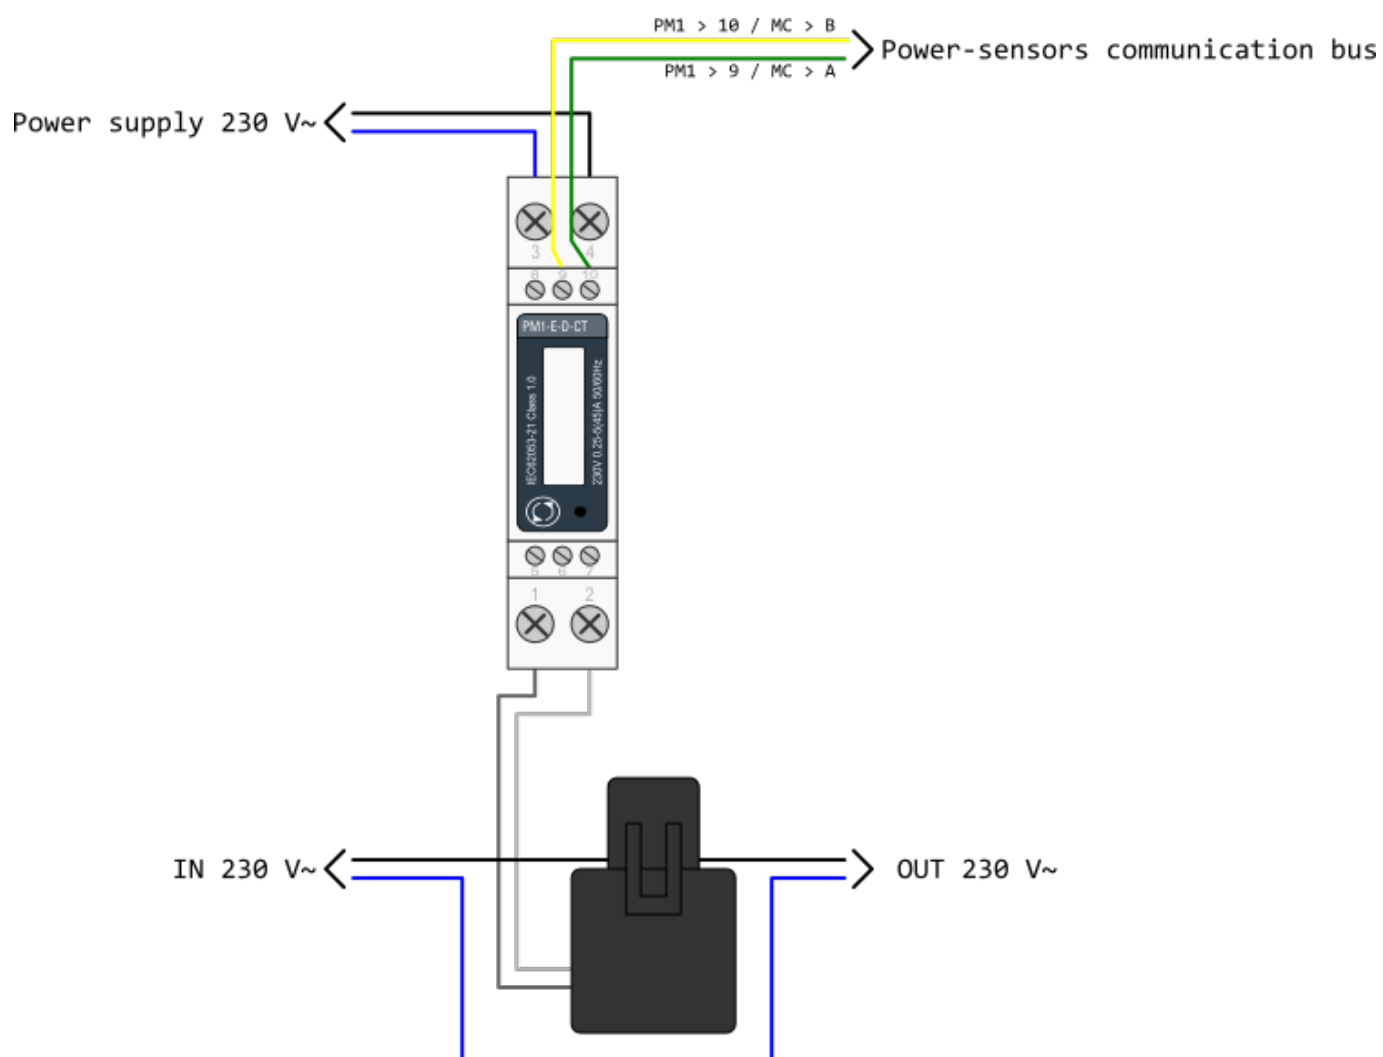 PM1 > 10 / MC > B
Power-sensors communication bus
PM1 > 9 / MC > A
Power supply 230 V~
3 4
8 9 10
PM1-E-D-CT
IEC62053-21 Class 1.0
230V 0.25-5(45)A 50/60Hz
5 6 7
1 2
IN 230 V~
OUT 230 V~